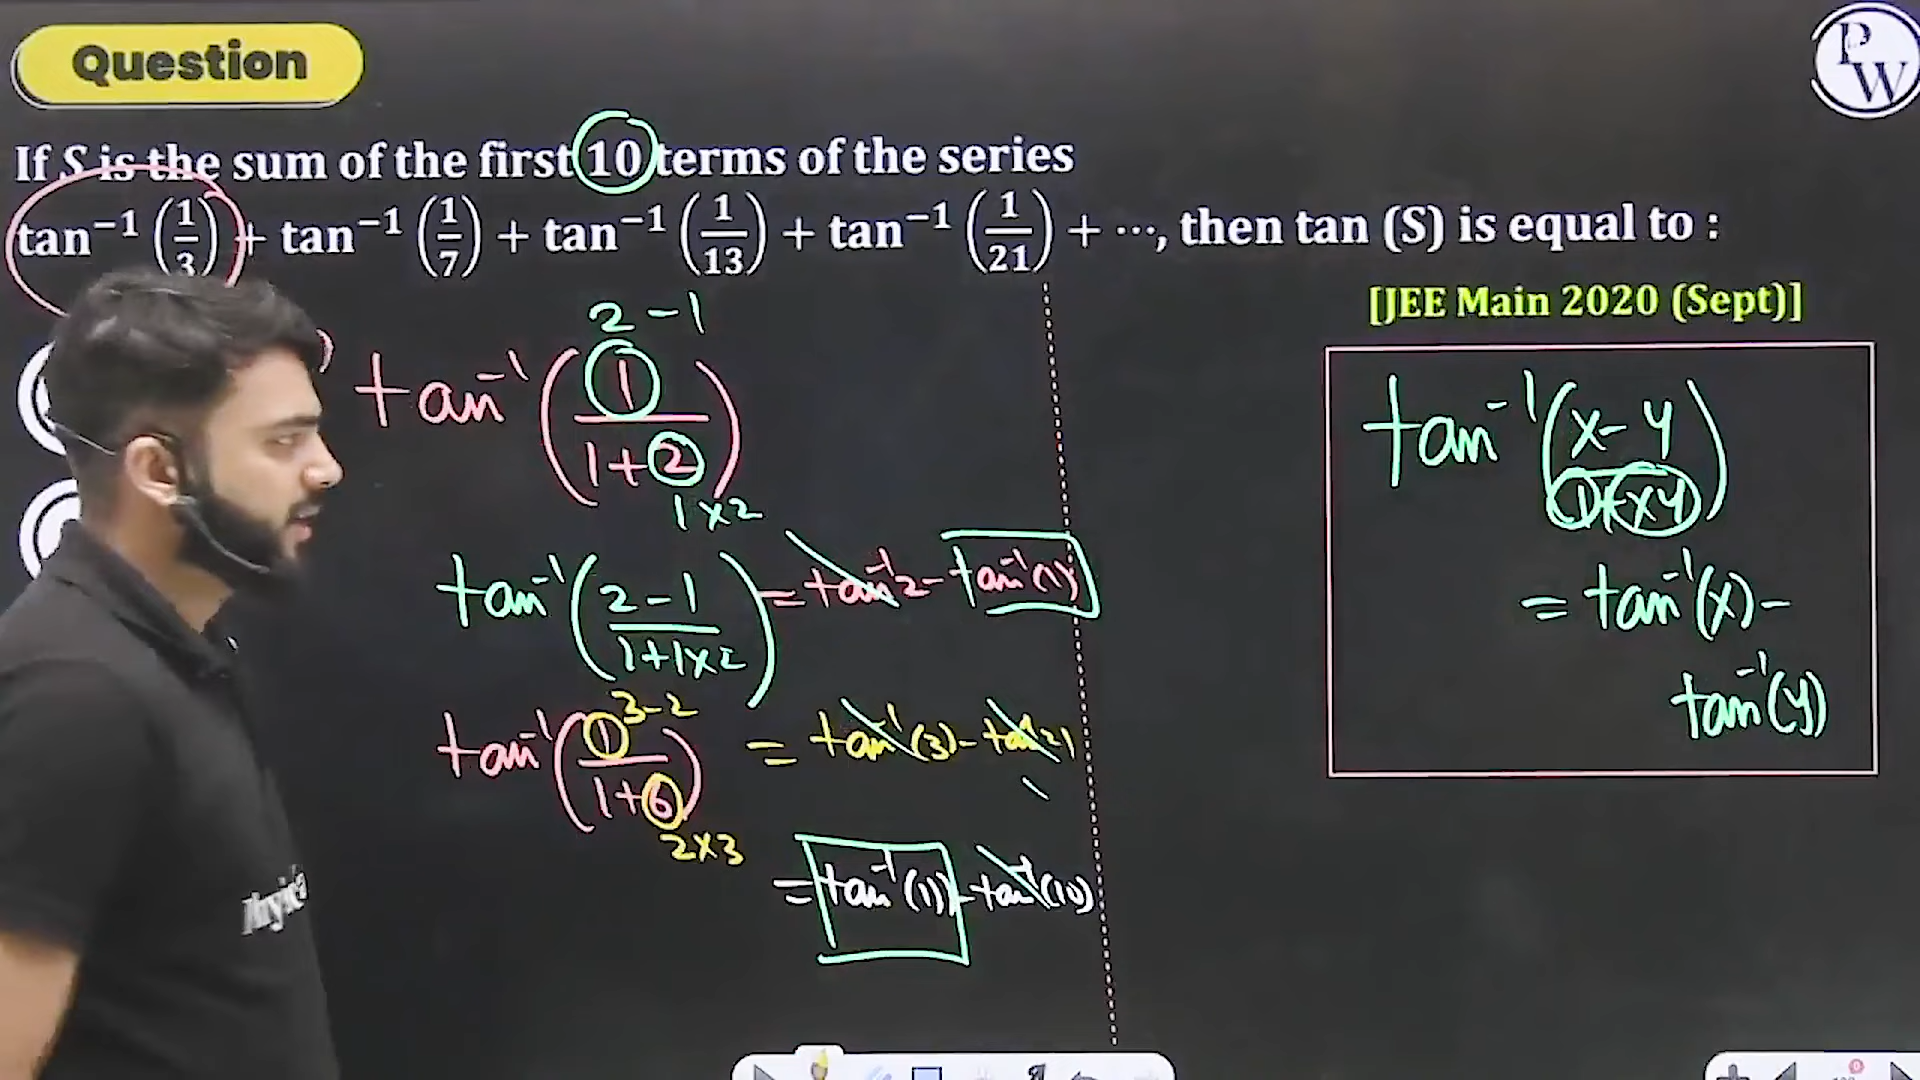 Question
PW
If S is the sum of the first 10 terms of the series
tan⁻¹ (1/3) + tan⁻¹ (1/7) + tan⁻¹ (1/13) + tan⁻¹ (1/21) + ⋯, then tan (S) is equal to :
[JEE Main 2020 (Sept)]
2 - 1
tan⁻¹ (1/(1+2))
1×2
tan⁻¹ ((2-1)/(1+1×2)) = tan⁻¹2 - tan⁻¹(1)
3-2
tan⁻¹ (1/(1+6)) = tan⁻¹(3) - tan⁻¹(2)
2×3
= tan⁻¹(11) - tan⁻¹(10)
tan⁻¹ ((x-y)/(1+xy))
= tan⁻¹(x) -
tan⁻¹(y)